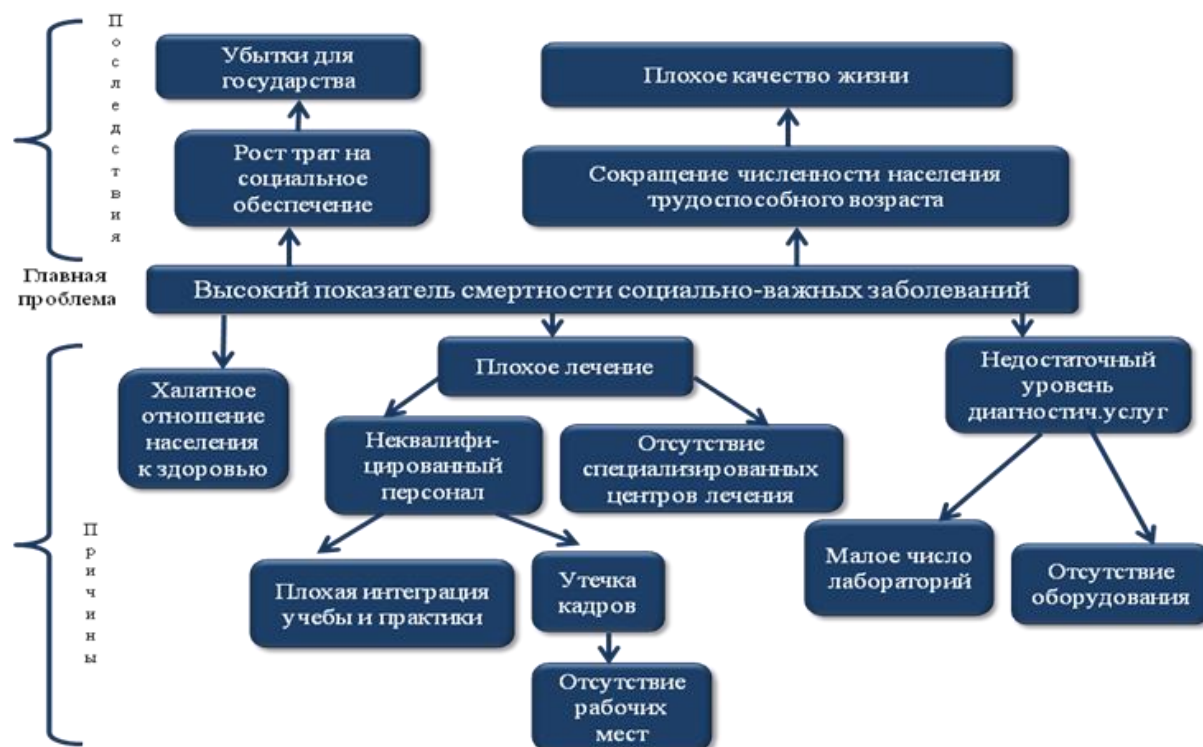 Последствия
Убытки для
государства
Плохое качество жизни
Рост трат на
социальное
обеспечение
Сокращение численности населения
трудоспособного возраста
Главная
проблема
Высокий показатель смертности социально-важных заболеваний
Причины
Халатное
отношение
населения
к здоровью
Плохое лечение
Недостаточный
уровень
диагностич.услуг
Неквалифи-
цированный
персонал
Отсутствие
специализированных
центров лечения
Плохая интеграция
учебы и практики
Утечка
кадров
Малое число
лабораторий
Отсутствие
оборудования
Отсутствие
рабочих
мест